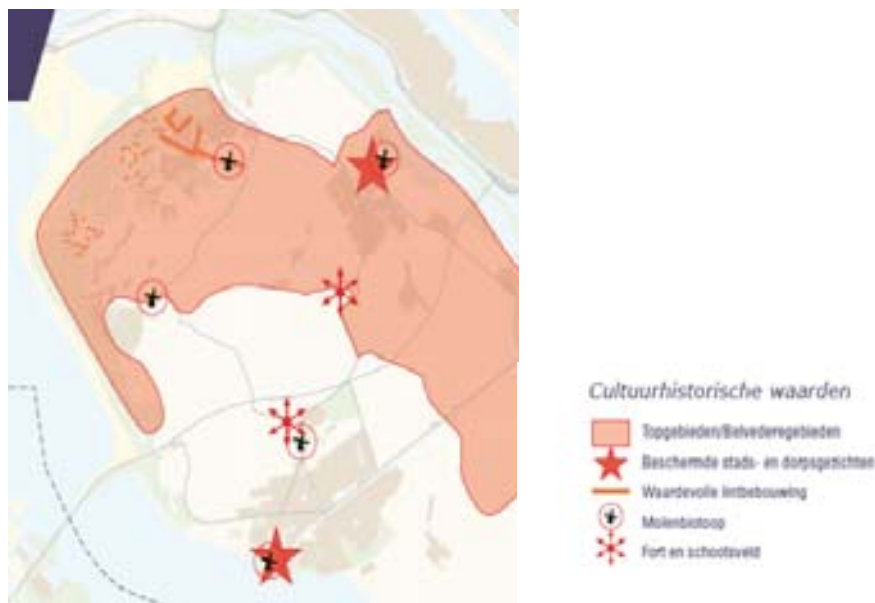 Cultuurhistorische waarden
Topgebieden/Belvederegebieden
Beschermde stads- en dorpsgezichten
Waardevolle lintbebouwing
Molenbiotoop
Fort en schootsveld